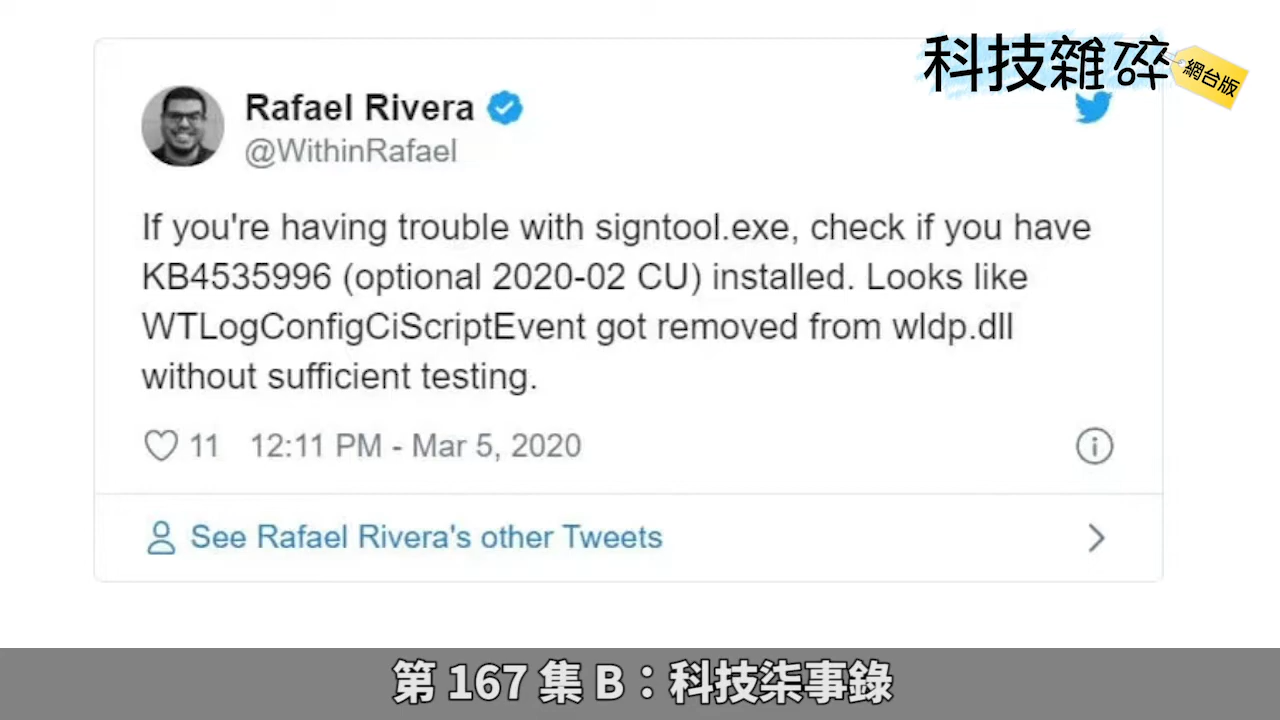 科技雜碎
網台版
Rafael Rivera
@WithinRafael
If you're having trouble with signtool.exe, check if you have
KB4535996 (optional 2020-02 CU) installed. Looks like
WTLogConfigCiScriptEvent got removed from wldp.dll
without sufficient testing.
11 12:11 PM - Mar 5, 2020
See Rafael Rivera's other Tweets
第 167 集 B：科技柒事錄